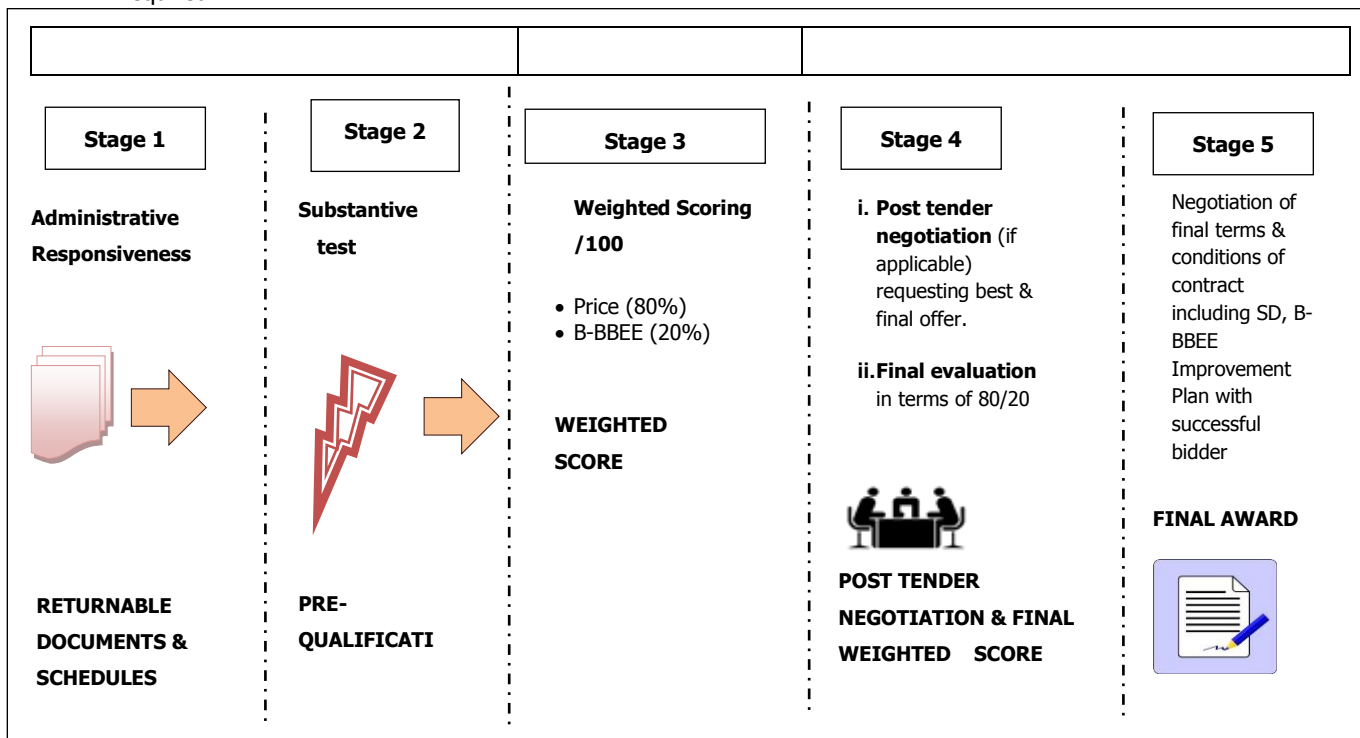 Stage 1
Administrative
Responsiveness
RETURNABLE
DOCUMENTS &
SCHEDULES
Stage 2
Substantive
test
PRE-
QUALIFICATI
Stage 3
Weighted Scoring
/100
• Price (80%)
• B-BBEE (20%)
WEIGHTED
SCORE
Stage 4
i. Post tender
negotiation (if
applicable)
requesting best &
final offer.
ii.Final evaluation
in terms of 80/20
POST TENDER
NEGOTIATION & FINAL
WEIGHTED SCORE
Stage 5
Negotiation of
final terms &
conditions of
contract
including SD, B-
BBEE
Improvement
Plan with
successful
bidder
FINAL AWARD